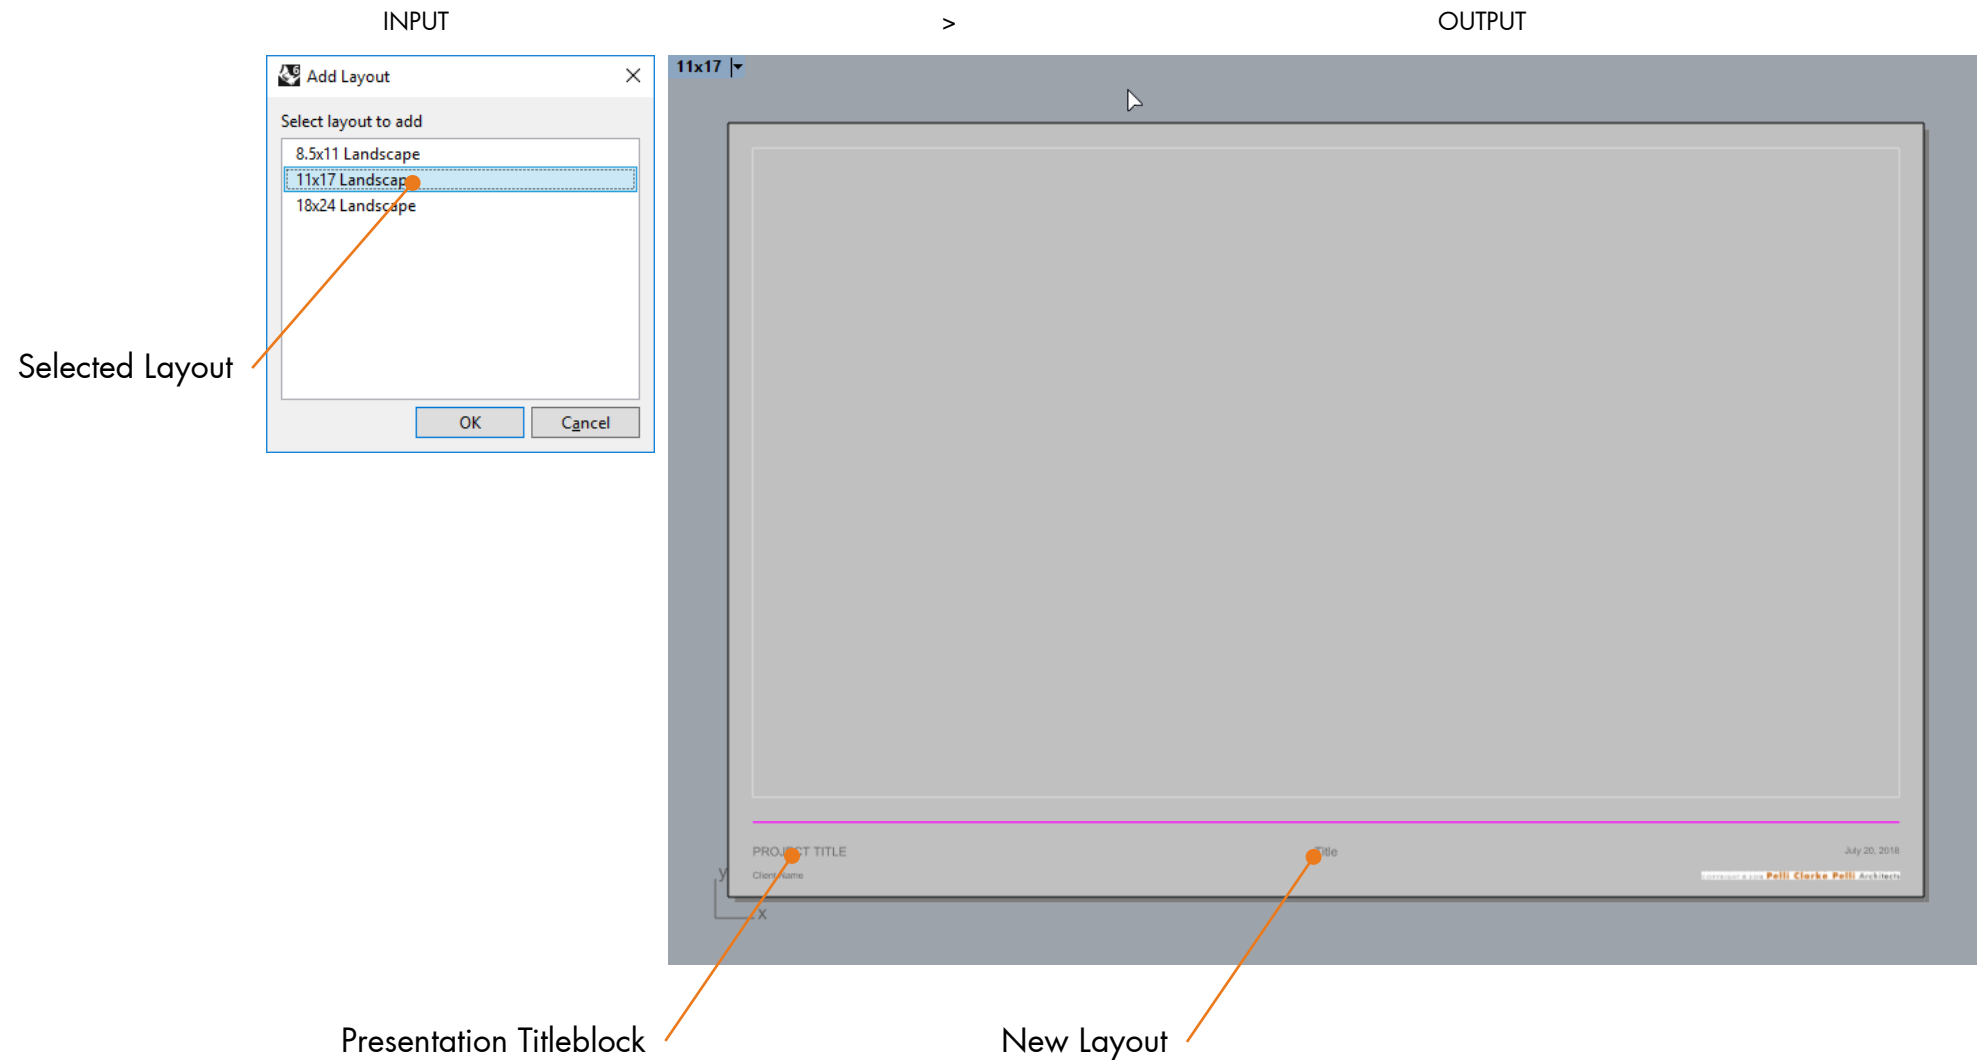 INPUT
>
OUTPUT
Add Layout
Select layout to add
8.5x11 Landscape
11x17 Landscape
18x24 Landscape
OK
Cancel
Selected Layout
11x17
PROJECT TITLE
Title
July 20, 2018
Client Name
Pelli Clarke Pelli Architects
y
x
Presentation Titleblock
New Layout